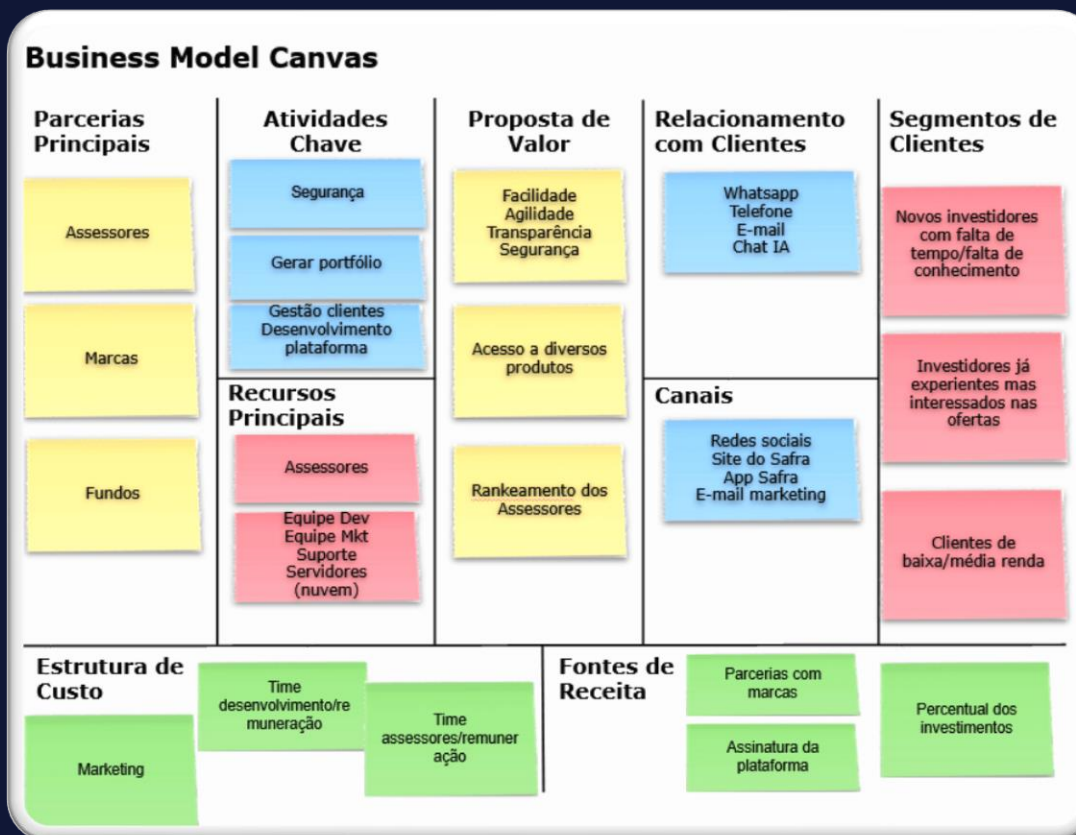 Business Model Canvas
Parcerias
Principais
Assessores
Marcas
Fundos
Atividades
Chave
Segurança
Gerar portfólio
Gestão clientes
Desenvolvimento
plataforma
Recursos
Principais
Assessores
Equipe Dev
Equipe Mkt
Suporte
Servidores
(nuvem)
Proposta de
Valor
Facilidade
Agilidade
Transparência
Segurança
Acesso a diversos
produtos
Rankeamento dos
Assessores
Relacionamento
com Clientes
Whatsapp
Telefone
E-mail
Chat IA
Canais
Redes sociais
Site do Safra
App Safra
E-mail marketing
Segmentos de
Clientes
Novos investidores
com falta de
tempo/falta de
conhecimento
Investidores já
experientes mas
interessados nas
ofertas
Clientes de
baixa/média renda
Estrutura de
Custo
Marketing
Time
desenvolvimento/re
muneração
Time
assessores/remuner
ação
Fontes de
Receita
Parcerias com
marcas
Assinatura da
plataforma
Percentual dos
investimentos